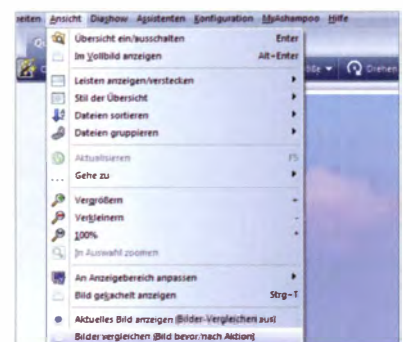 eiten Ansicht Diashow Assistenten Konfiguration MyAshampoo Hilfe
Übersicht ein/ausschalten Enter
Im Vollbild anzeigen Alt-Enter
Leisten anzeigen/verstecken
Stil der Übersicht
Drehen
Dateien sortieren
Dateien gruppieren
Aktualisieren F5
... Gehe zu
Vergrößern +
Verkleinern -
100% *
In Auswahl zoomen
An Anzeigebereich anpassen
Bild gekachelt anzeigen Strg-T
Aktuelles Bild anzeigen (Bilder-Vergleichen aus)
Bilder vergleichen (Bild bevor/nach Aktion)